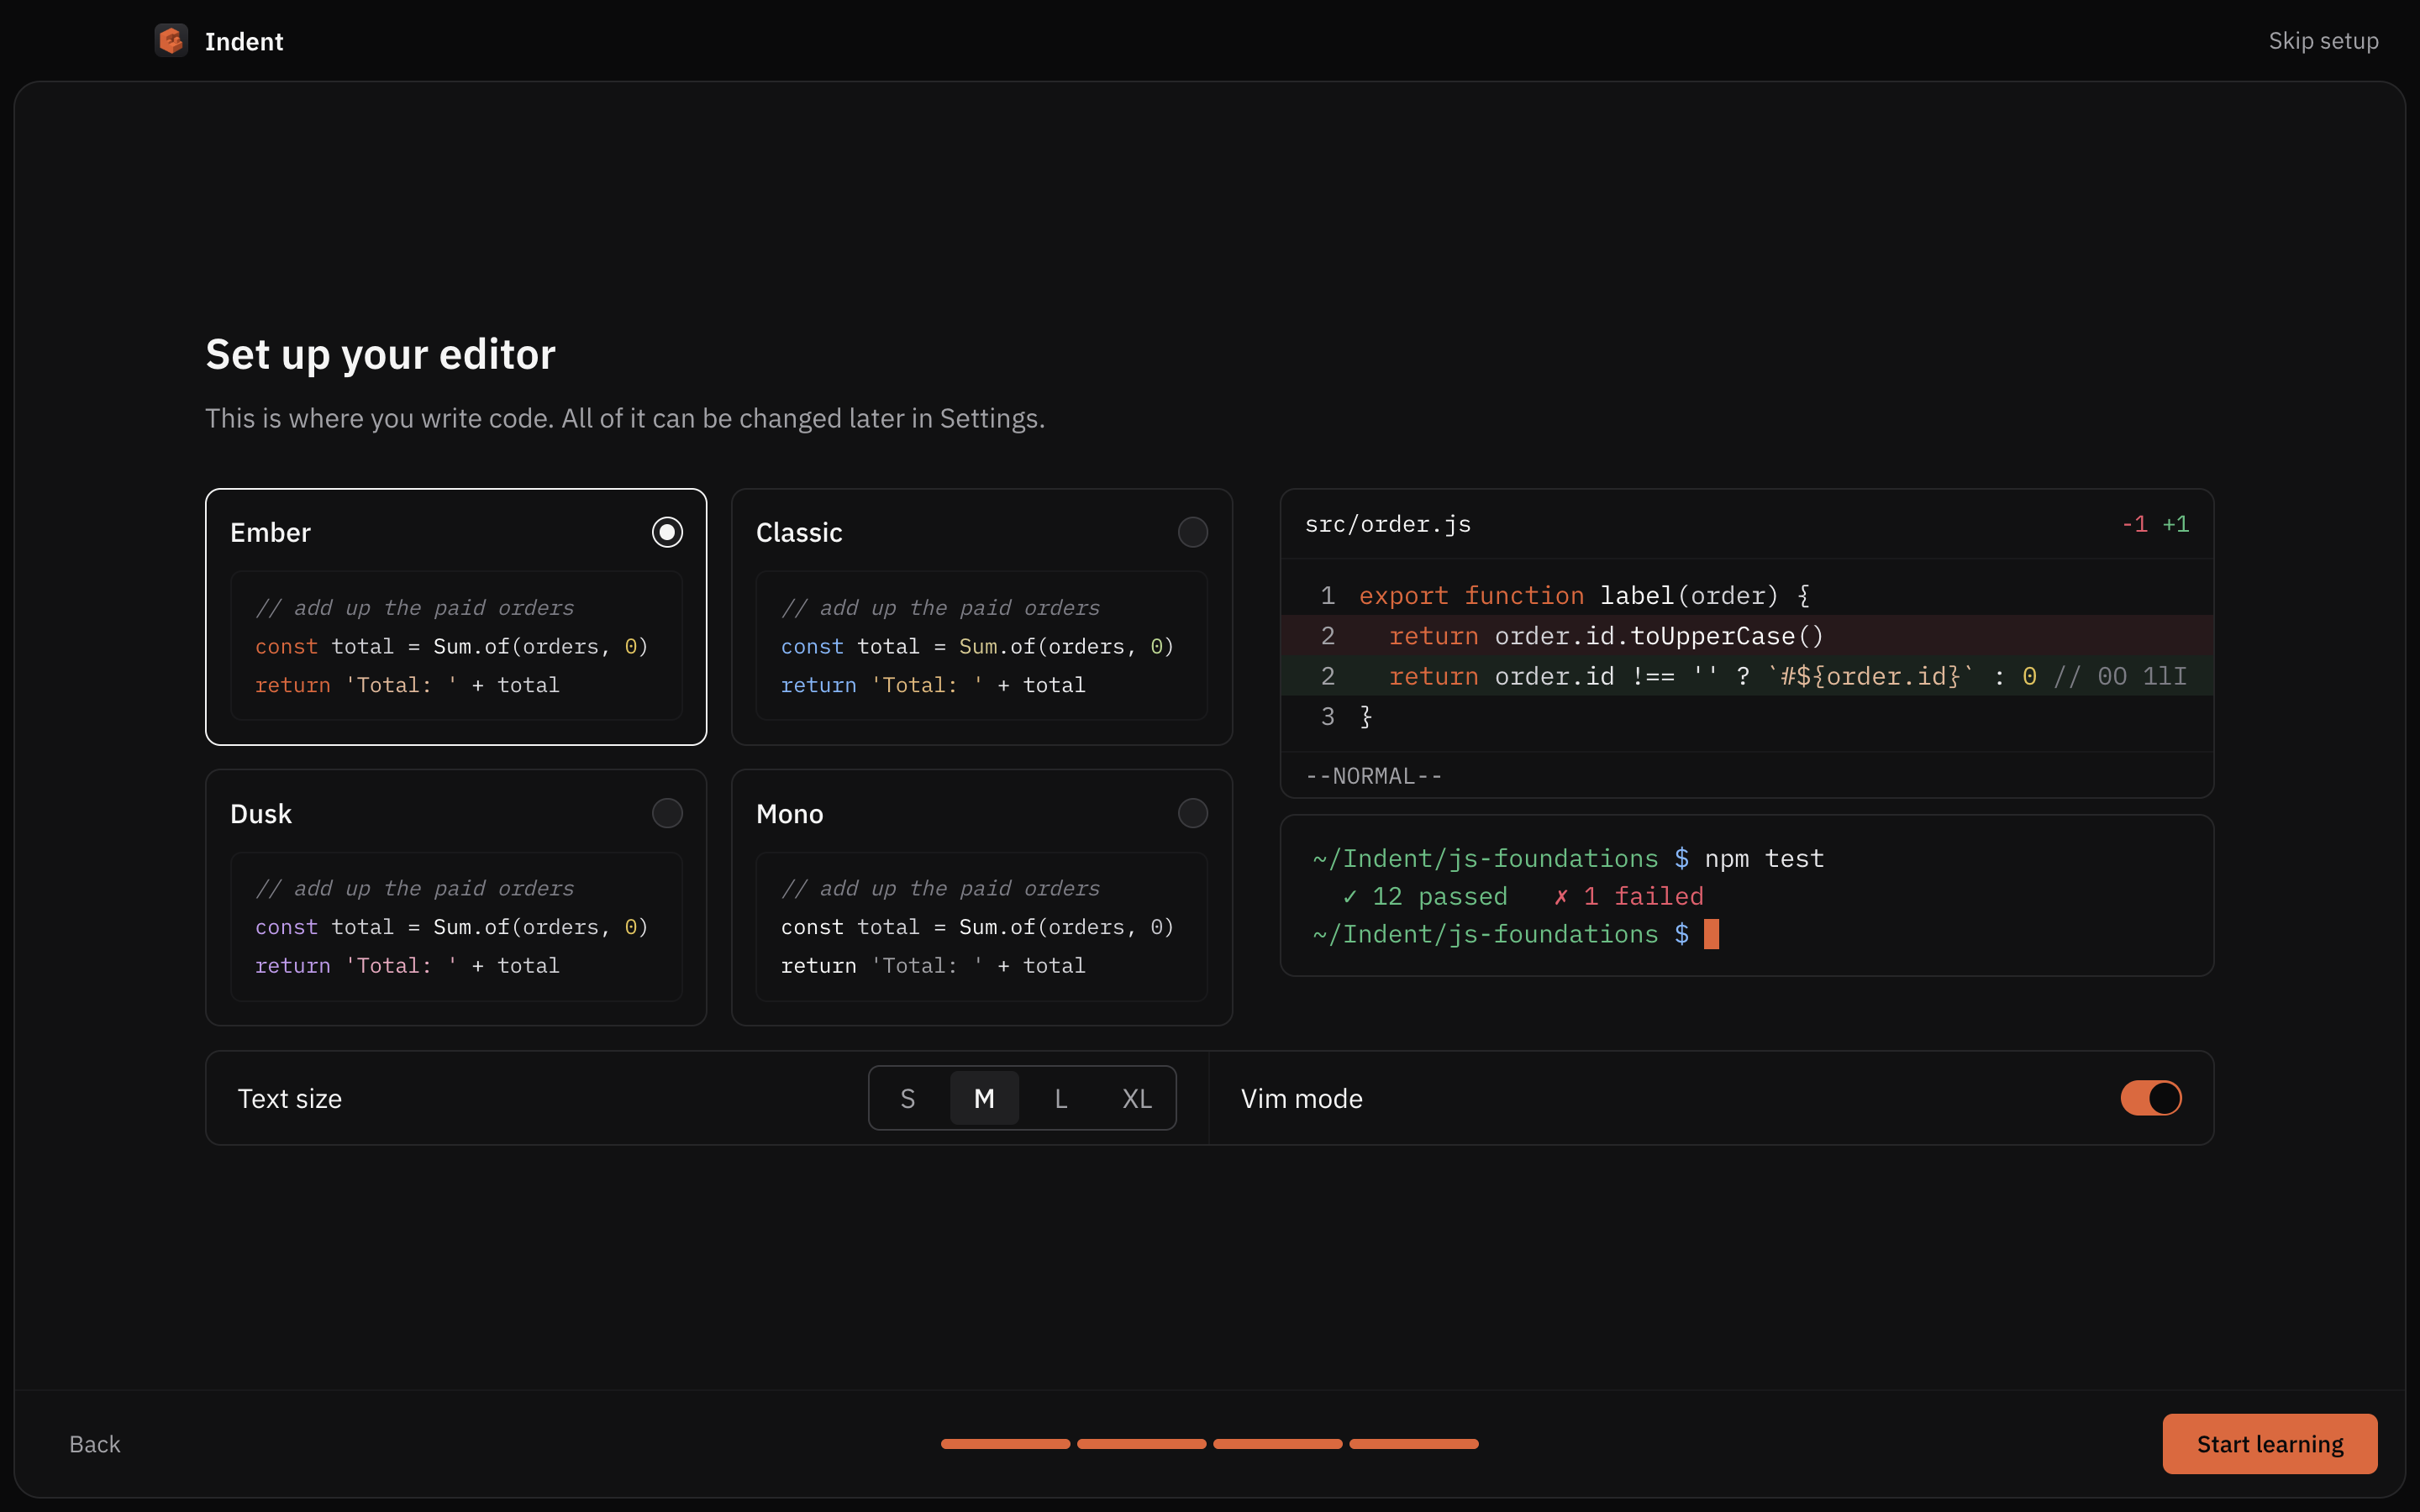 Indent
Skip setup
Set up your editor
This is where you write code. All of it can be changed later in Settings.
Ember
// add up the paid orders
const total = Sum.of(orders, 0)
return 'Total: ' + total
Classic
// add up the paid orders
const total = Sum.of(orders, 0)
return 'Total: ' + total
Dusk
// add up the paid orders
const total = Sum.of(orders, 0)
return 'Total: ' + total
Mono
// add up the paid orders
const total = Sum.of(orders, 0)
return 'Total: ' + total
src/order.js -1 +1
1 export function label(order) {
2   return order.id.toUpperCase()
2   return order.id !== '' ? `#${order.id}` : 0 // 0O 1lI
3 }
--NORMAL--
~/Indent/js-foundations $ npm test
✓ 12 passed   ✗ 1 failed
~/Indent/js-foundations $
Text size S M L XL
Vim mode
Back
Start learning